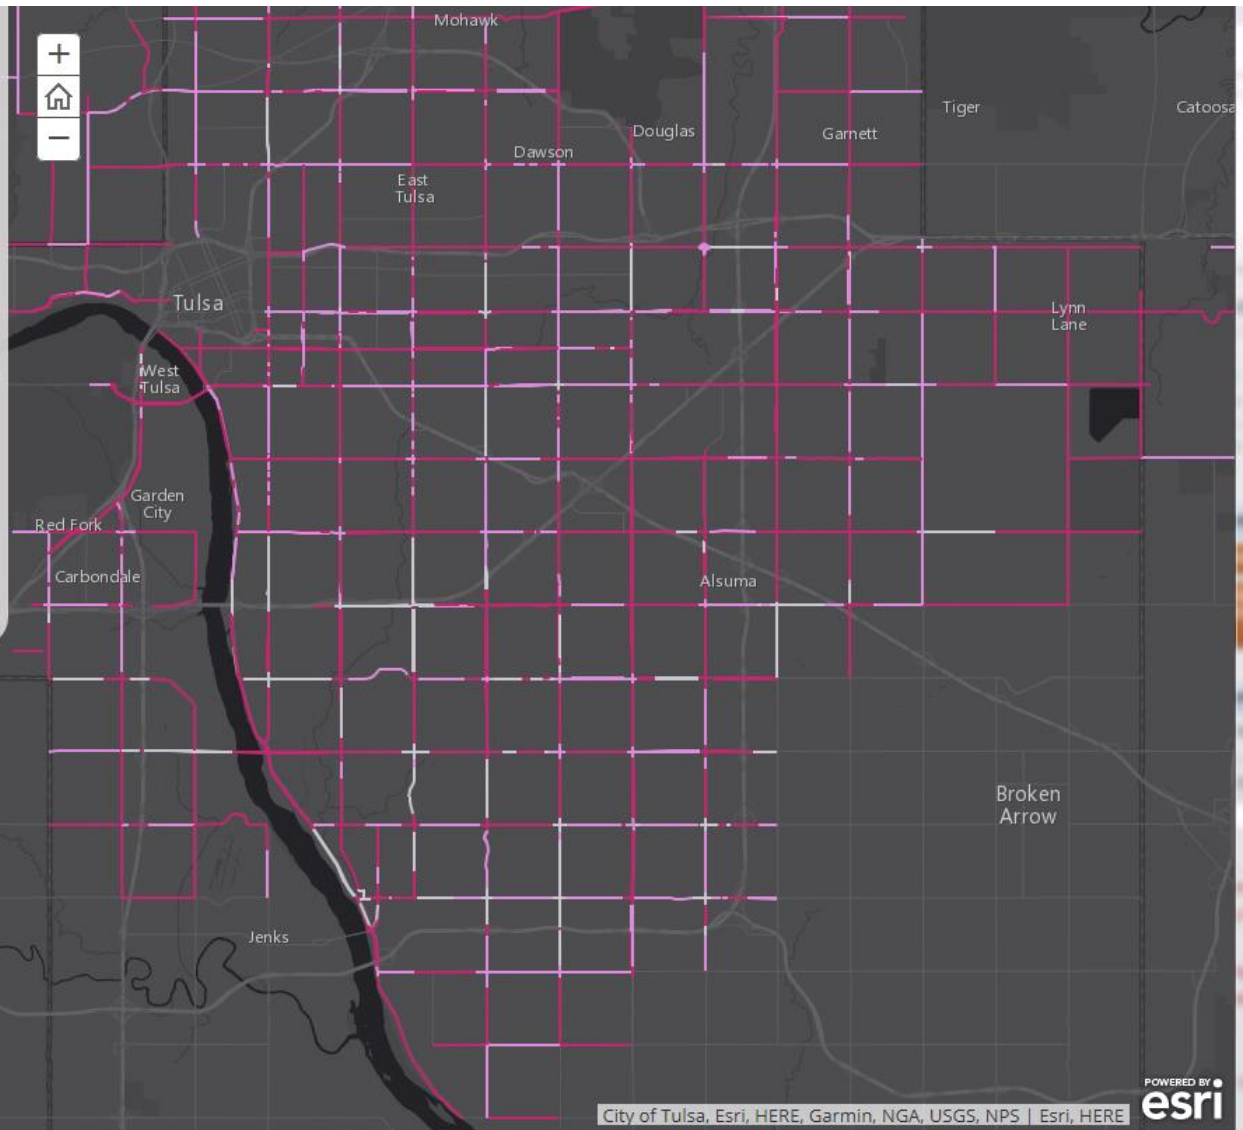 Mohawk
+
−
Tiger
Catoosa
Douglas
Garnett
Dawson
East
Tulsa
Tulsa
Lynn
Lane
West
Tulsa
Garden
City
Red Fork
Carbondale
Alsuma
Broken
Arrow
Jenks
POWERED BY
esri
City of Tulsa, Esri, HERE, Garmin, NGA, USGS, NPS | Esri, HERE